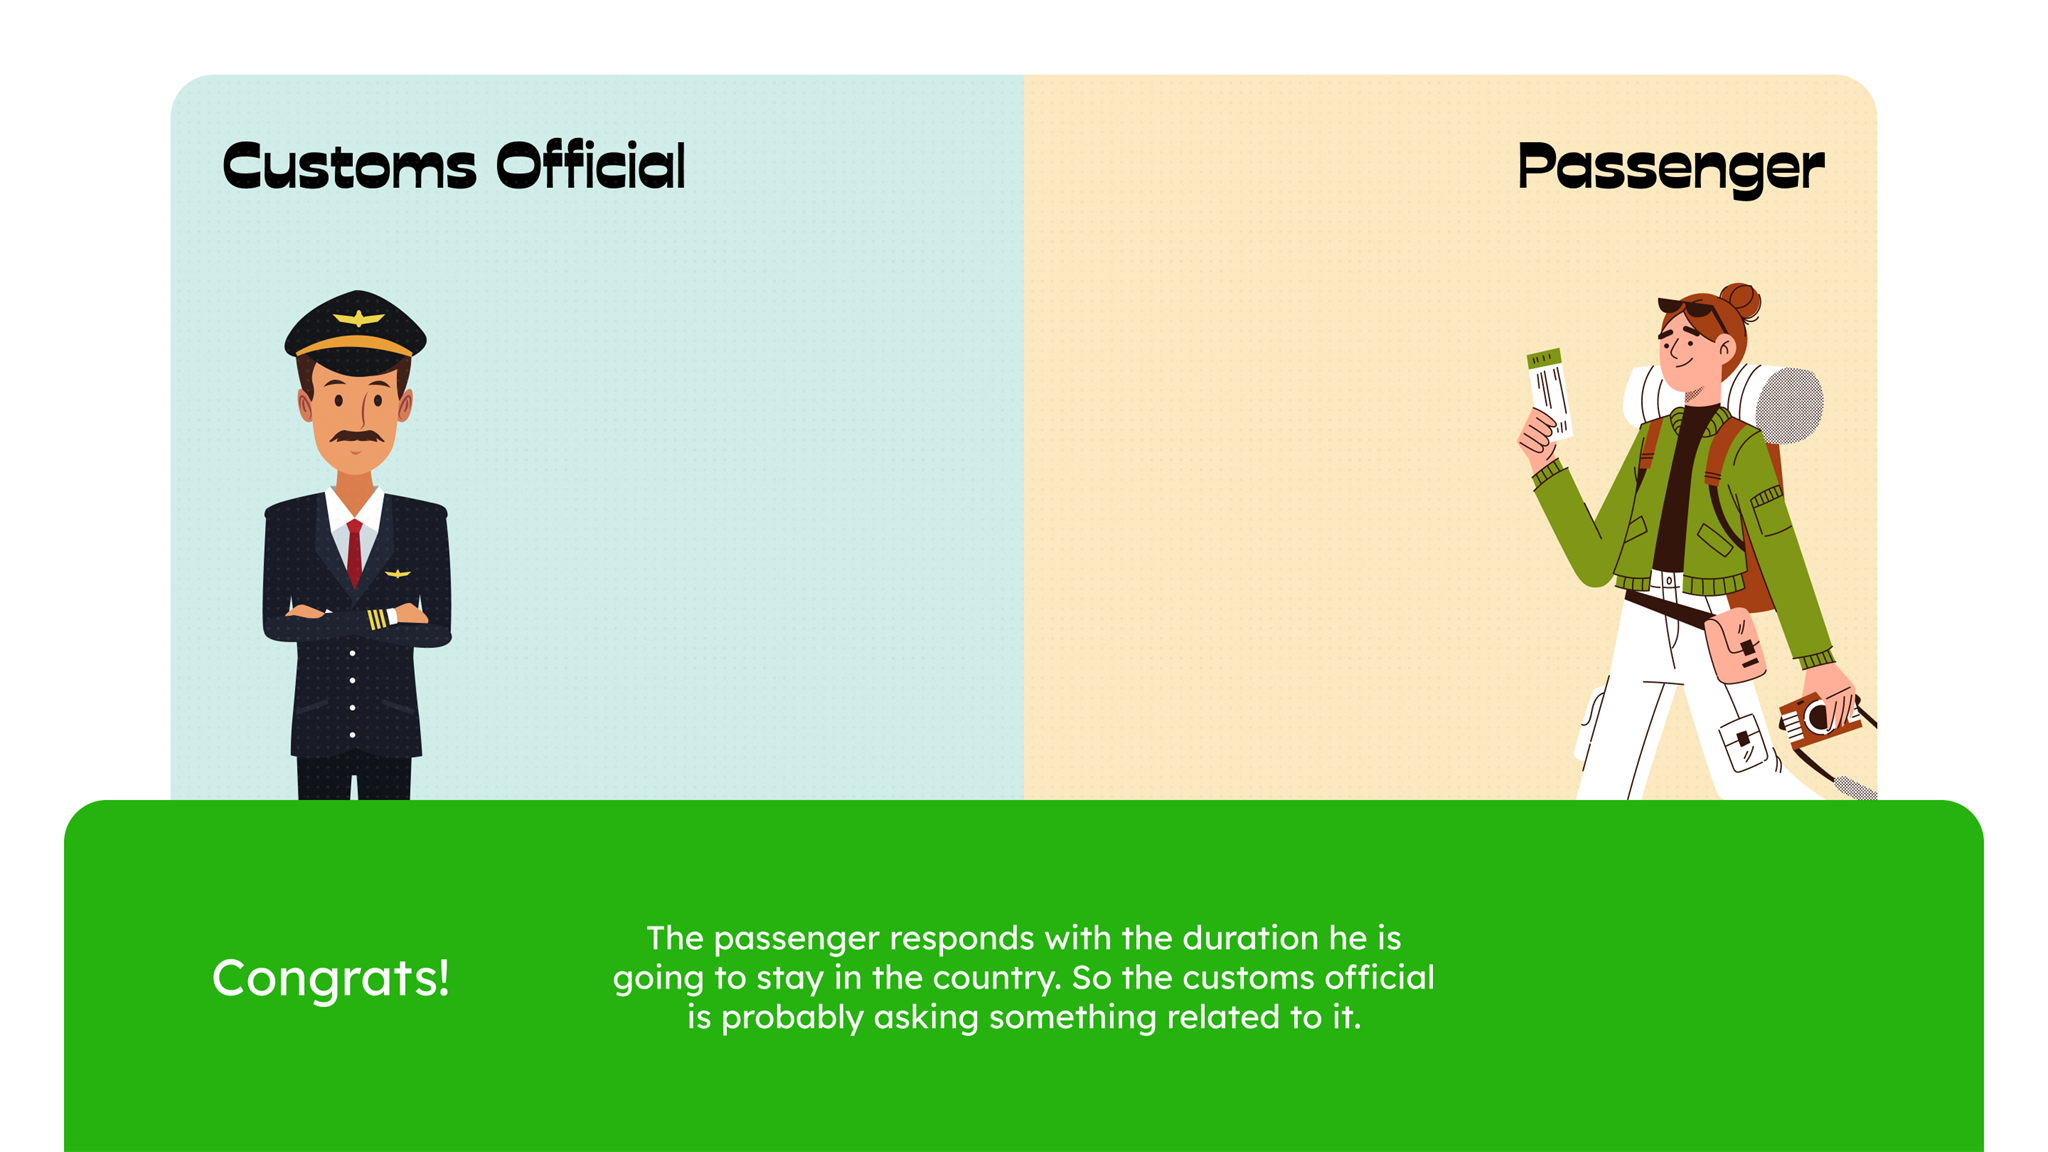 Customs Official
Passenger
Congrats!
The passenger responds with the duration he is
going to stay in the country. So the customs official
is probably asking something related to it.